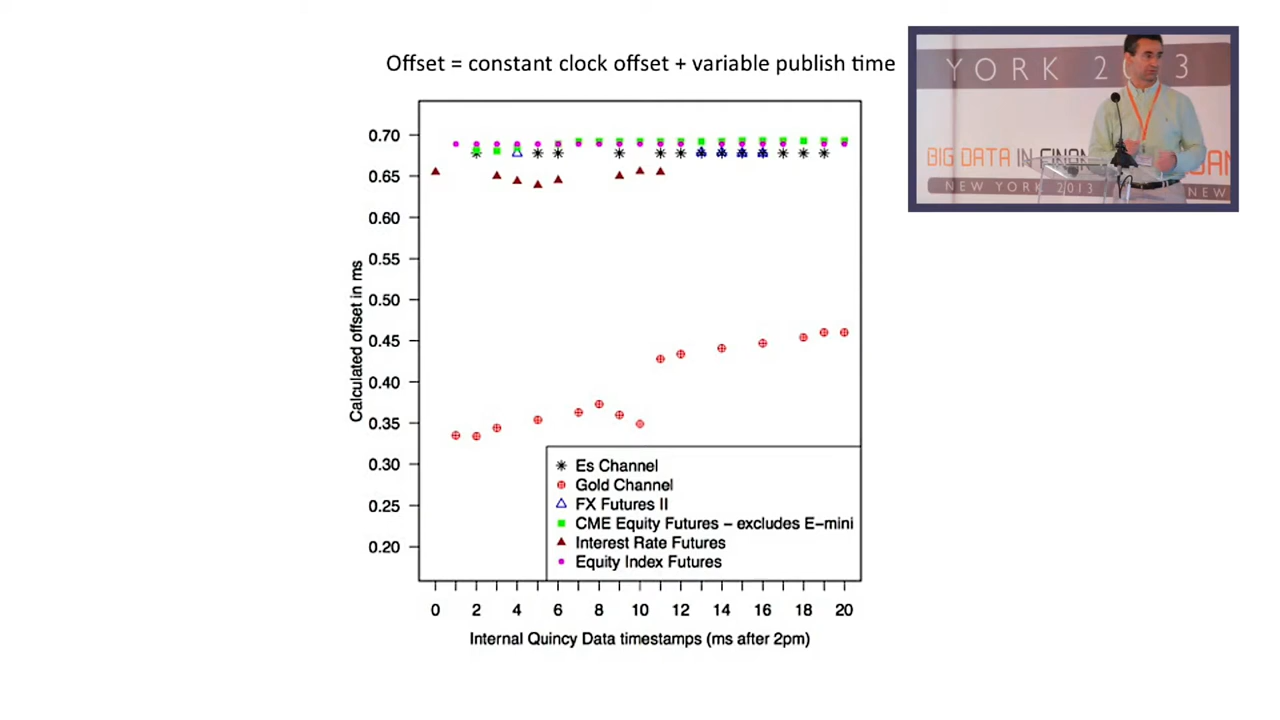 Offset = constant clock offset + variable publish time
YORK 2 3
BIG DATA IN FINAN
NEW YORK 2013
NEW
Calculated offset in ms
0.70
0.65
0.60
0.55
0.50
0.45
0.40
0.35
0.30
0.25
0.20
Es Channel
Gold Channel
FX Futures II
CME Equity Futures – excludes E–mini
Interest Rate Futures
Equity Index Futures
0 2 4 6 8 10 12 14 16 18 20
Internal Quincy Data timestamps (ms after 2pm)